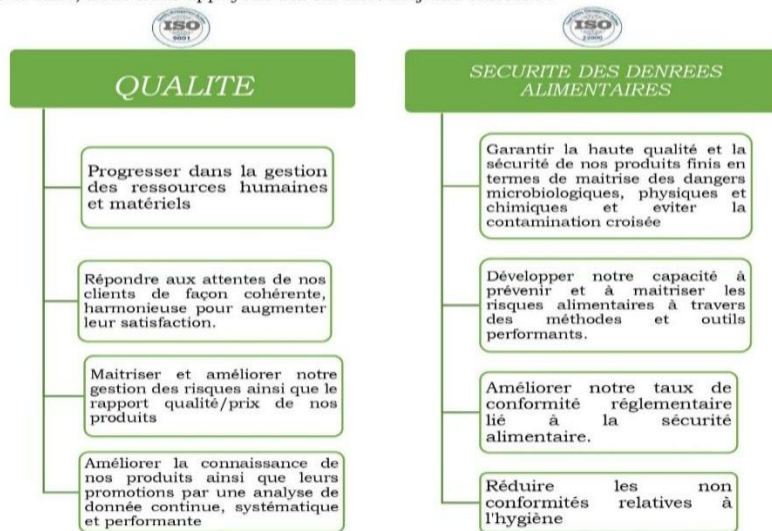 ISO
9001
QUALITE
Progresser dans la gestion
des ressources humaines
et matériels
Répondre aux attentes de nos
clients de façon cohérente,
harmonieuse pour augmenter
leur satisfaction.
Maitriser et améliorer notre
gestion des risques ainsi que le
rapport qualité/prix de nos
produits
Améliorer la connaissance de
nos produits ainsi que leurs
promotions par une analyse de
donnée continue, systématique
et performante
ISO
22000
SECURITE DES DENREES
ALIMENTAIRES
Garantir la haute qualité et la
sécurité de nos produits finis en
termes de maitrise des dangers
microbiologiques, physiques et
chimiques et eviter la
contamination croisée
Développer notre capacité à
prévenir et à maitriser les
risques alimentaires à travers
des méthodes et outils
performants.
Améliorer notre taux de
conformité réglementaire
lié à la sécurité
alimentaire.
Réduire les non
conformités relatives à
l'hygiène